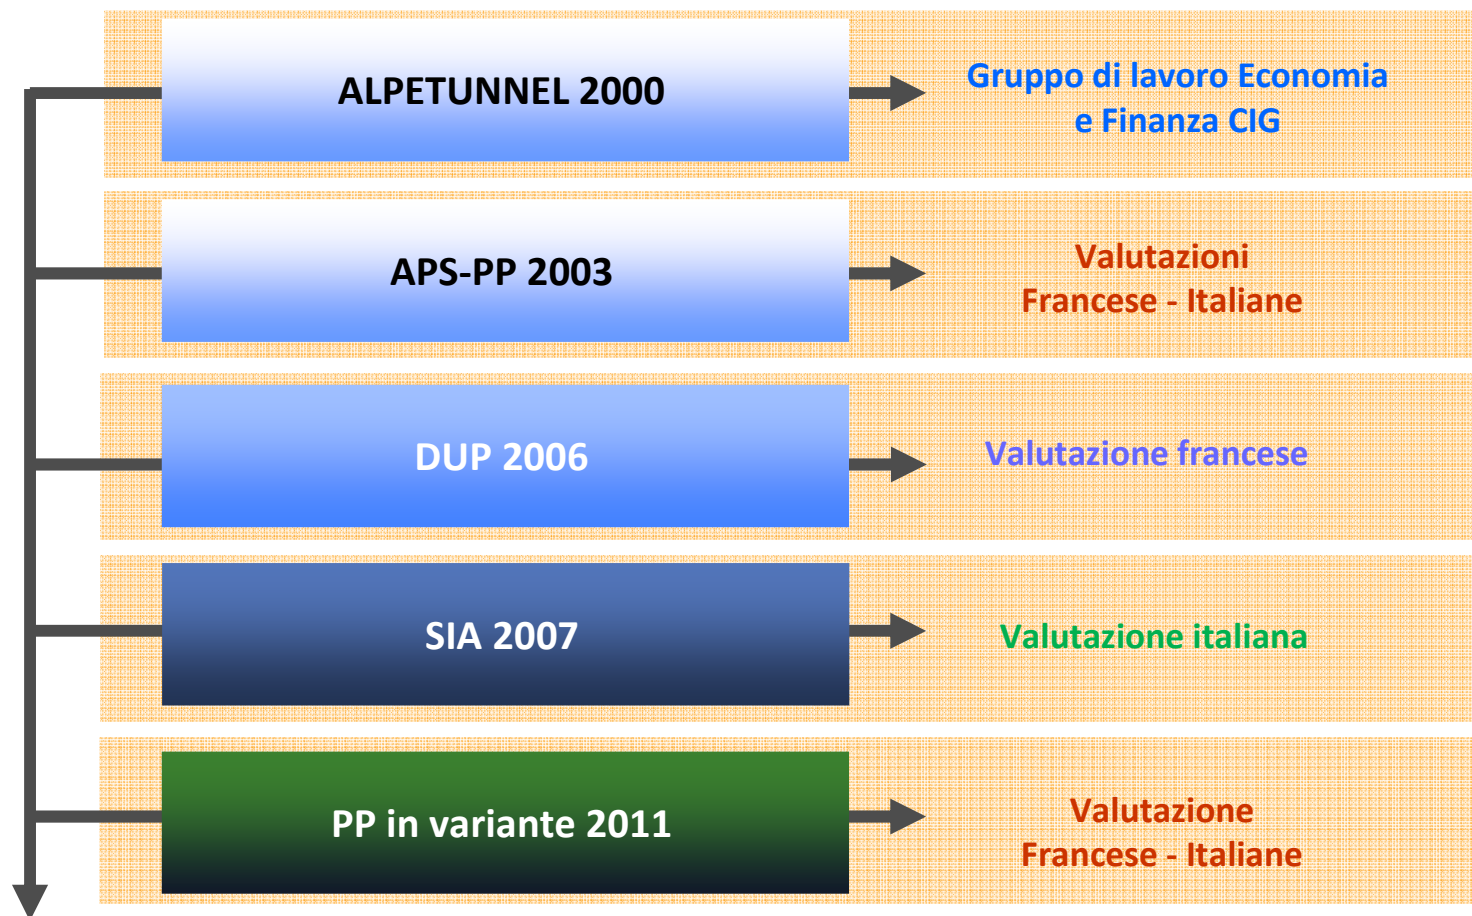 ALPETUNNEL 2000
Gruppo di lavoro Economia
e Finanza CIG
APS-PP 2003
Valutazioni
Francese - Italiane
DUP 2006
Valutazione francese
SIA 2007
Valutazione italiana
PP in variante 2011
Valutazione
Francese - Italiane